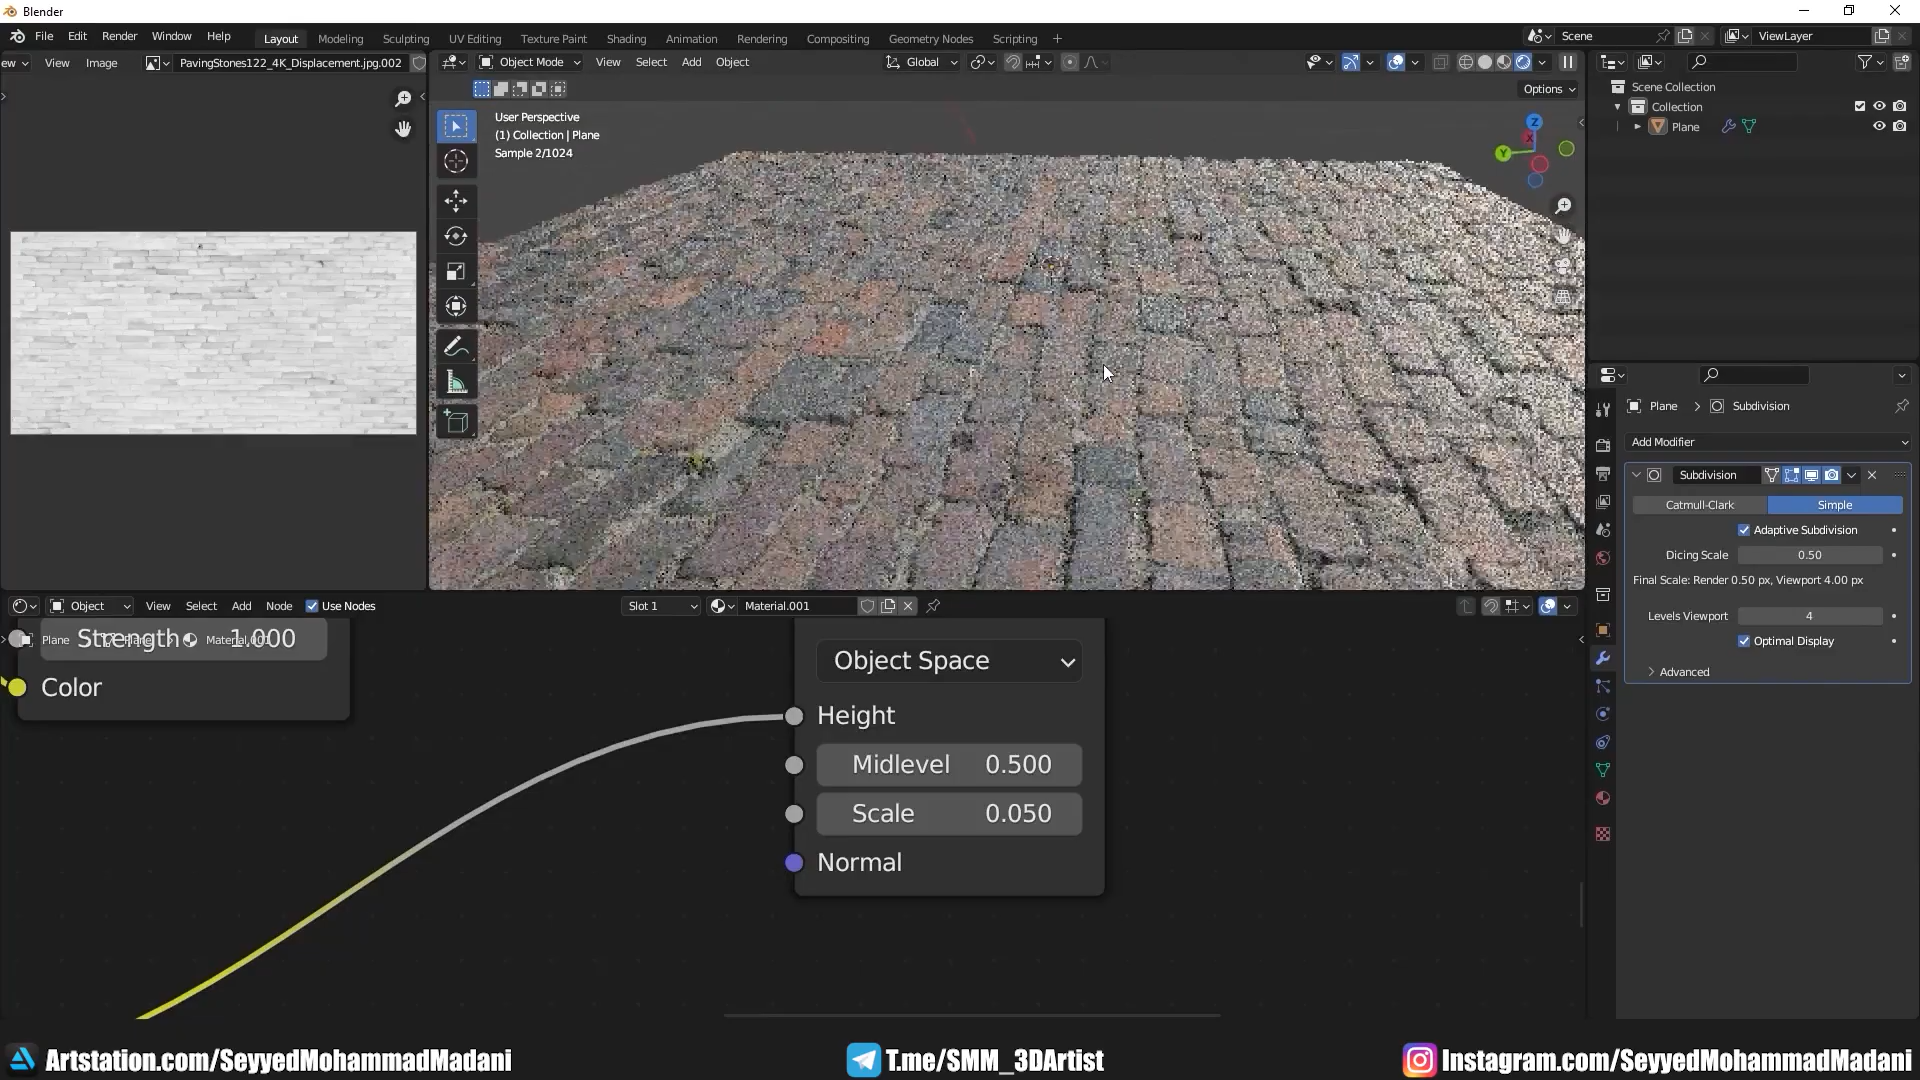 Blender
File Edit Render Window Help Layout Modeling Sculpting UV Editing Texture Paint Shading Animation Rendering Compositing Geometry Nodes Scripting + Scene ViewLayer
ew View Image PavingStones122_4K_Displacement.jpg.002 Object Mode View Select Add Object Global
Options
User Perspective
(1) Collection | Plane
Sample 2/1024
Z
X
Y
Scene Collection
Collection
Plane
Plane > Subdivision
Add Modifier
Subdivision
Catmull-Clark Simple
Adaptive Subdivision
Dicing Scale 0.50
Final Scale: Render 0.50 px, Viewport 4.00 px
Levels Viewport 4
Optimal Display
Advanced
Object View Select Add Node Use Nodes Slot 1 Material.001
Strength 1.000
Color
Object Space
Height
Midlevel 0.500
Scale 0.050
Normal
Artstation.com/SeyyedMohammadMadani T.me/SMM_3DArtist Instagram.com/SeyyedMohammadMadani